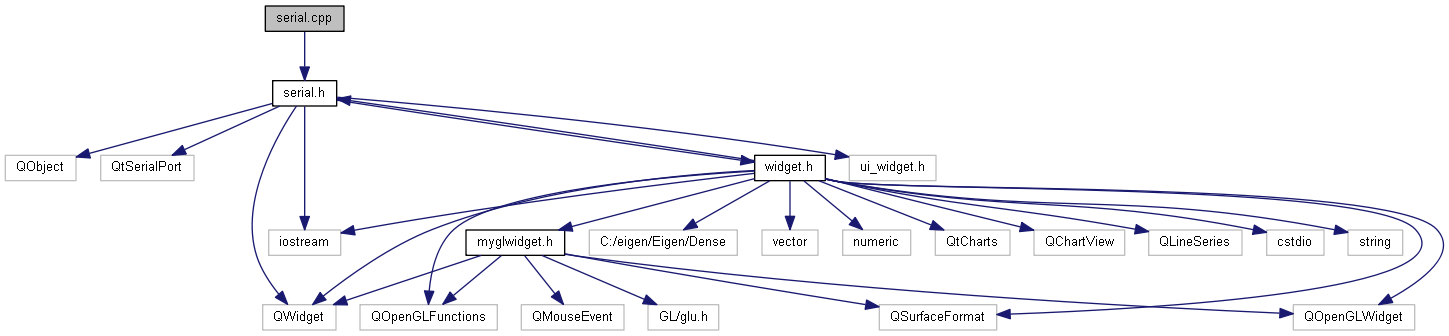 serial.cpp
serial.h
QObject
QtSerialPort
widget.h
ui_widget.h
iostream
myglwidget.h
C:/eigen/Eigen/Dense
vector
numeric
QtCharts
QChartView
QLineSeries
cstdio
string
QWidget
QOpenGLFunctions
QMouseEvent
GL/glu.h
QSurfaceFormat
QOpenGLWidget